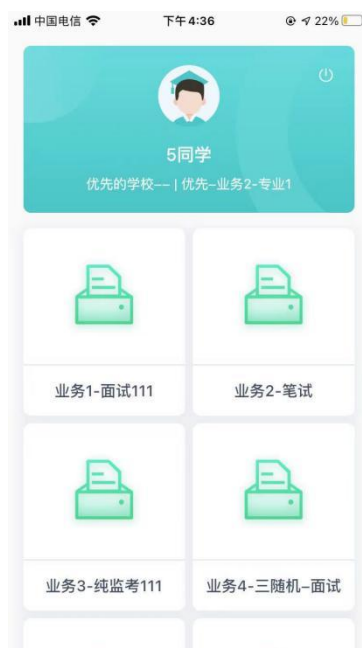 中国电信 下午4:36 22%
5同学
优先的学校–– | 优先–业务2-专业1
业务1-面试111 业务2-笔试
业务3-纯监考111 业务4-三随机–面试